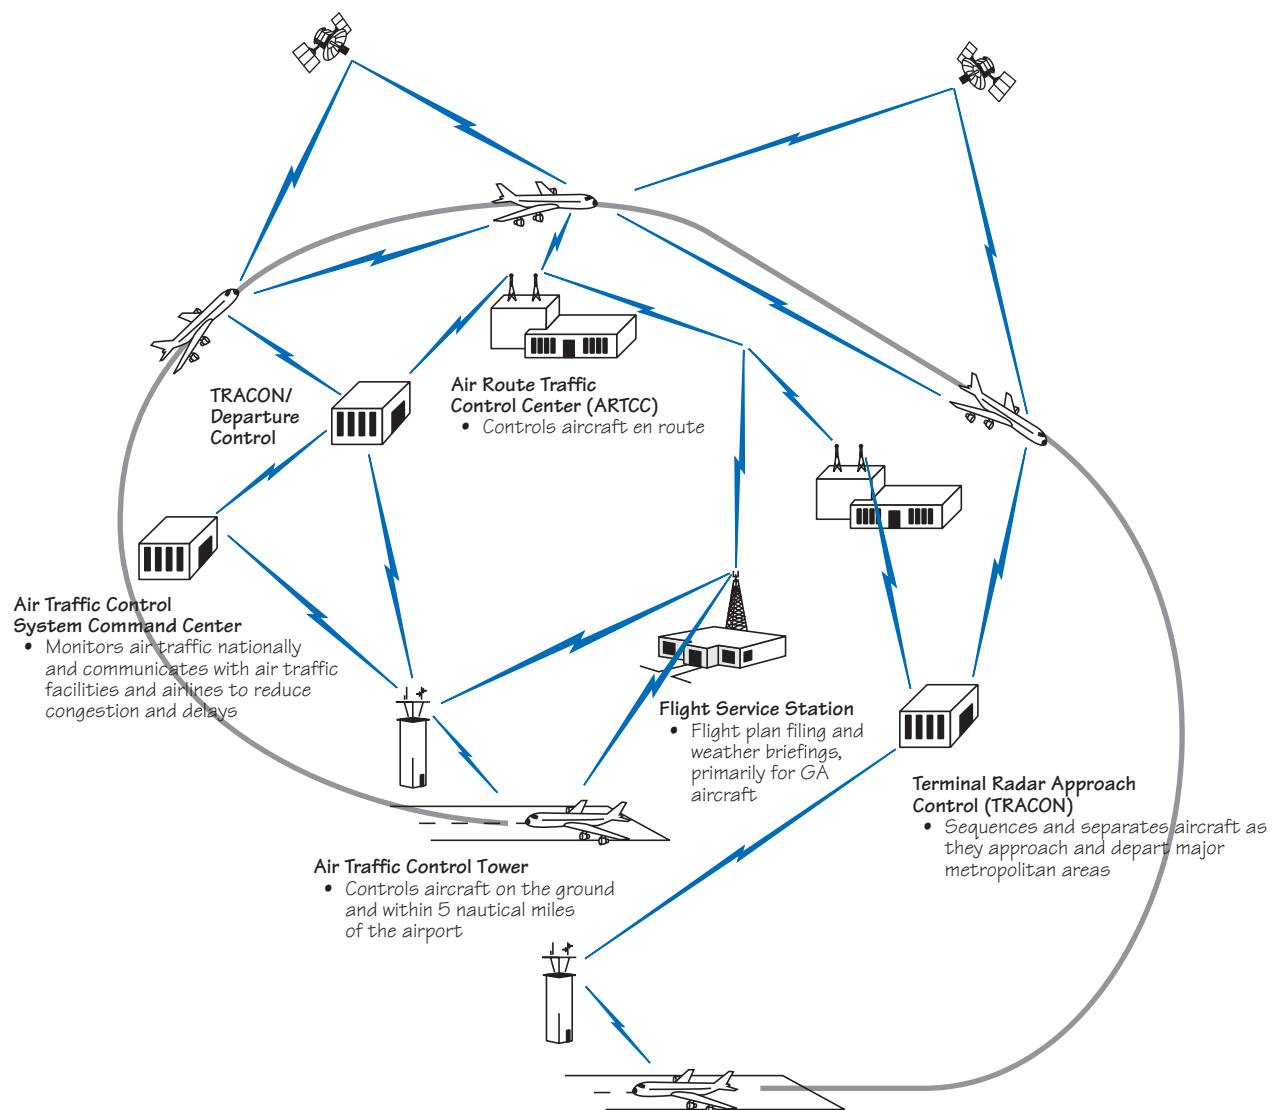 TRACON/
Departure
Control
Air Route Traffic
Control Center (ARTCC)
• Controls aircraft en route
Air Traffic Control
System Command Center
• Monitors air traffic nationally
and communicates with air traffic
facilities and airlines to reduce
congestion and delays
Flight Service Station
• Flight plan filing and
weather briefings,
primarily for GA
aircraft
Terminal Radar Approach
Control (TRACON)
• Sequences and separates aircraft as
they approach and depart major
metropolitan areas
Air Traffic Control Tower
• Controls aircraft on the ground
and within 5 nautical miles
of the airport